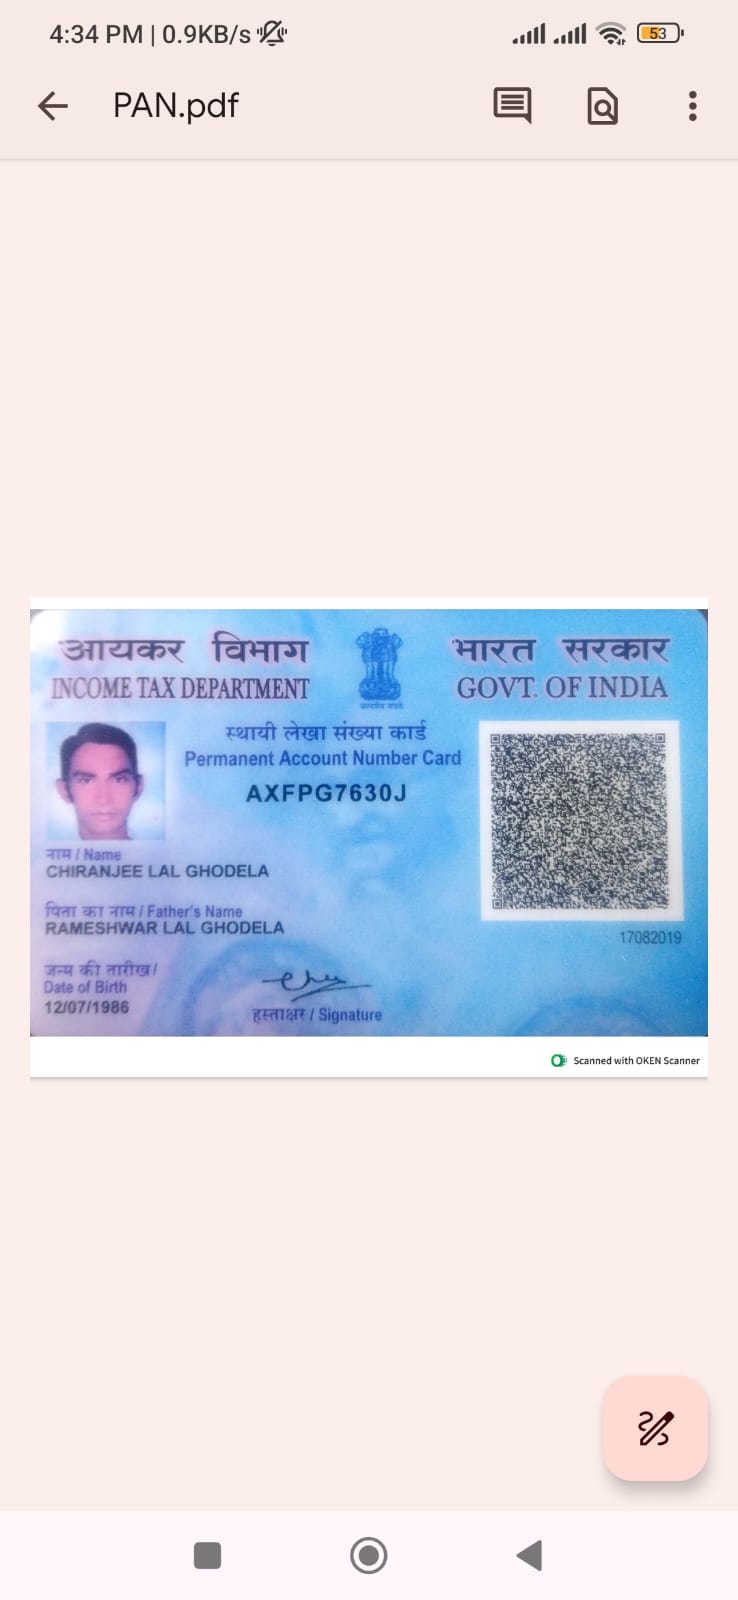 4:34 PM | 0.9KB/s
53
PAN.pdf
आयकर विभाग
INCOME TAX DEPARTMENT
भारत सरकार
GOVT. OF INDIA
सत्यमेव जयते
स्थायी लेखा संख्या कार्ड
Permanent Account Number Card
AXFPG7630J
नाम / Name
CHIRANJEE LAL GHODELA
पिता का नाम / Father's Name
RAMESHWAR LAL GHODELA
17082019
जन्म की तारीख/
Date of Birth
12/07/1986
हस्ताक्षर / Signature
Scanned with OKEN Scanner